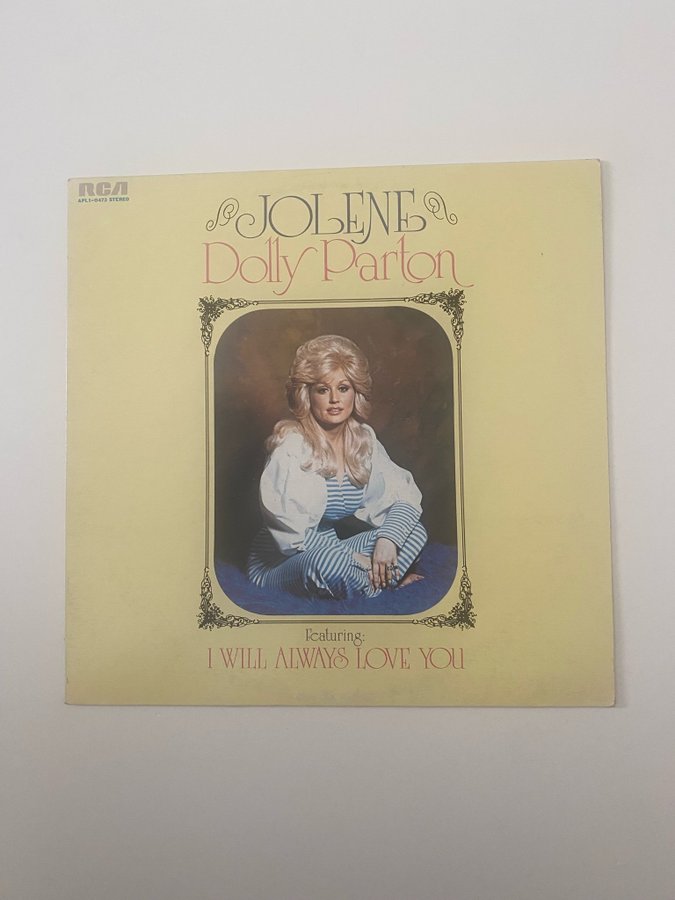 RCA
APL1-0473 STEREO
JOLENE
Dolly Parton
Featuring:
I WILL ALWAYS LOVE YOU